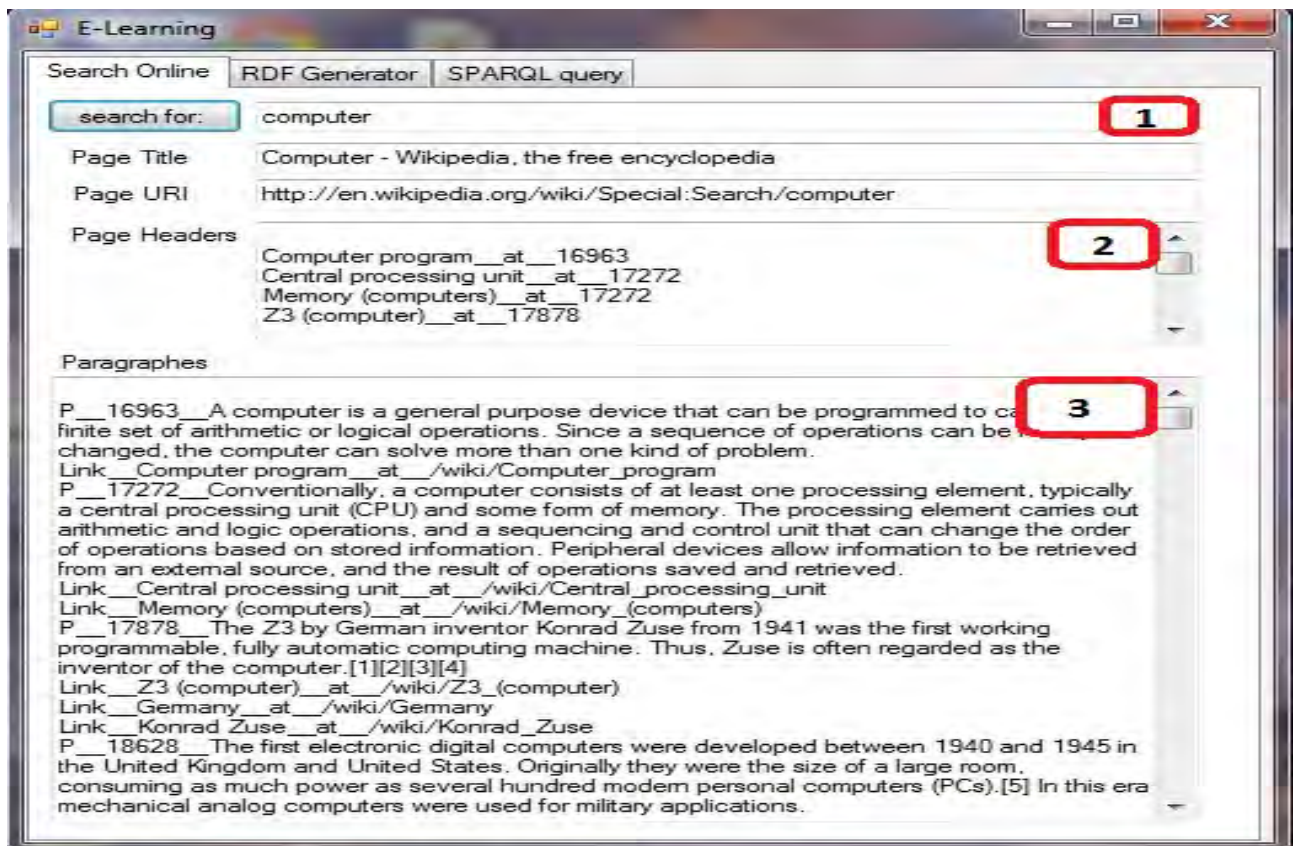 E-Learning
Search Online RDF Generator SPARQL query
search for: computer 1
Page Title Computer - Wikipedia, the free encyclopedia
Page URI http://en.wikipedia.org/wiki/Special:Search/computer
Page Headers 2
Computer program__at__16963
Central processing unit__at__17272
Memory (computers)__at__17272
Z3 (computer)__at__17878
Paragraphes
3
P__16963__A computer is a general purpose device that can be programmed to
finite set of arithmetic or logical operations. Since a sequence of operations can be
changed, the computer can solve more than one kind of problem.
Link__Computer program__at__/wiki/Computer_program
P__17272__Conventionally, a computer consists of at least one processing element, typically
a central processing unit (CPU) and some form of memory. The processing element carries out
arithmetic and logic operations, and a sequencing and control unit that can change the order
of operations based on stored information. Peripheral devices allow information to be retrieved
from an external source, and the result of operations saved and retrieved.
Link__Central processing unit__at__/wiki/Central_processing_unit
Link__Memory (computers)__at__/wiki/Memory_(computers)
P__17878__The Z3 by German inventor Konrad Zuse from 1941 was the first working
programmable, fully automatic computing machine. Thus, Zuse is often regarded as the
inventor of the computer.[1][2][3][4]
Link__Z3 (computer)__at__/wiki/Z3_(computer)
Link__Germany__at__/wiki/Germany
Link__Konrad Zuse__at__/wiki/Konrad_Zuse
P__18628__The first electronic digital computers were developed between 1940 and 1945 in
the United Kingdom and United States. Originally they were the size of a large room,
consuming as much power as several hundred modern personal computers (PCs).[5] In this era
mechanical analog computers were used for military applications.